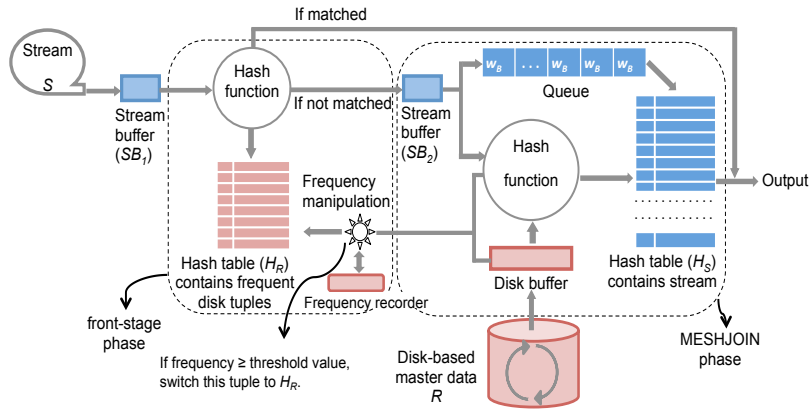 If matched
Stream
S
Hash
function
If not matched
Stream
buffer
(SB1)
Stream
buffer
(SB2)
wB ... wB wB wB
Queue
Hash
function
Output
Frequency
manipulation
Hash table (HR)
contains frequent
disk tuples
Frequency recorder
Disk buffer
Hash table (HS)
contains stream
front-stage
phase
MESHJOIN
phase
If frequency ≥ threshold value,
switch this tuple to HR.
Disk-based
master data
R